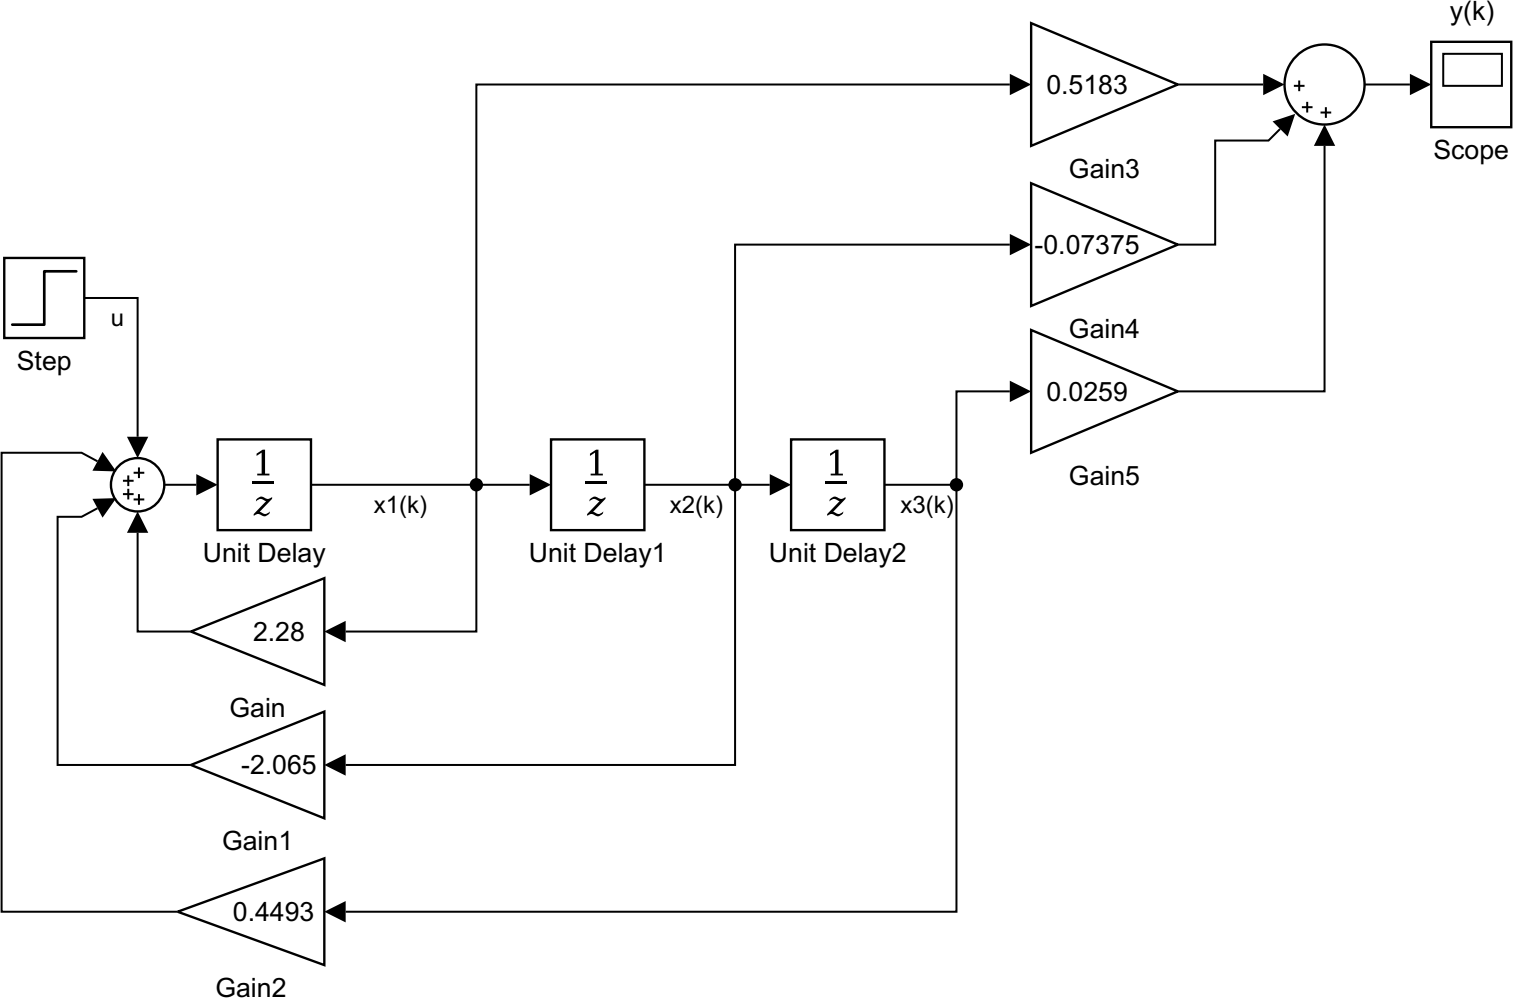 y(k)
0.5183
+
+ +
Scope
Gain3
-0.07375
u
Gain4
Step
0.0259
+
+
+
+
1
z
x1(k)
1
z
x2(k)
1
z
x3(k)
Gain5
Unit Delay
Unit Delay1
Unit Delay2
2.28
Gain
-2.065
Gain1
0.4493
Gain2